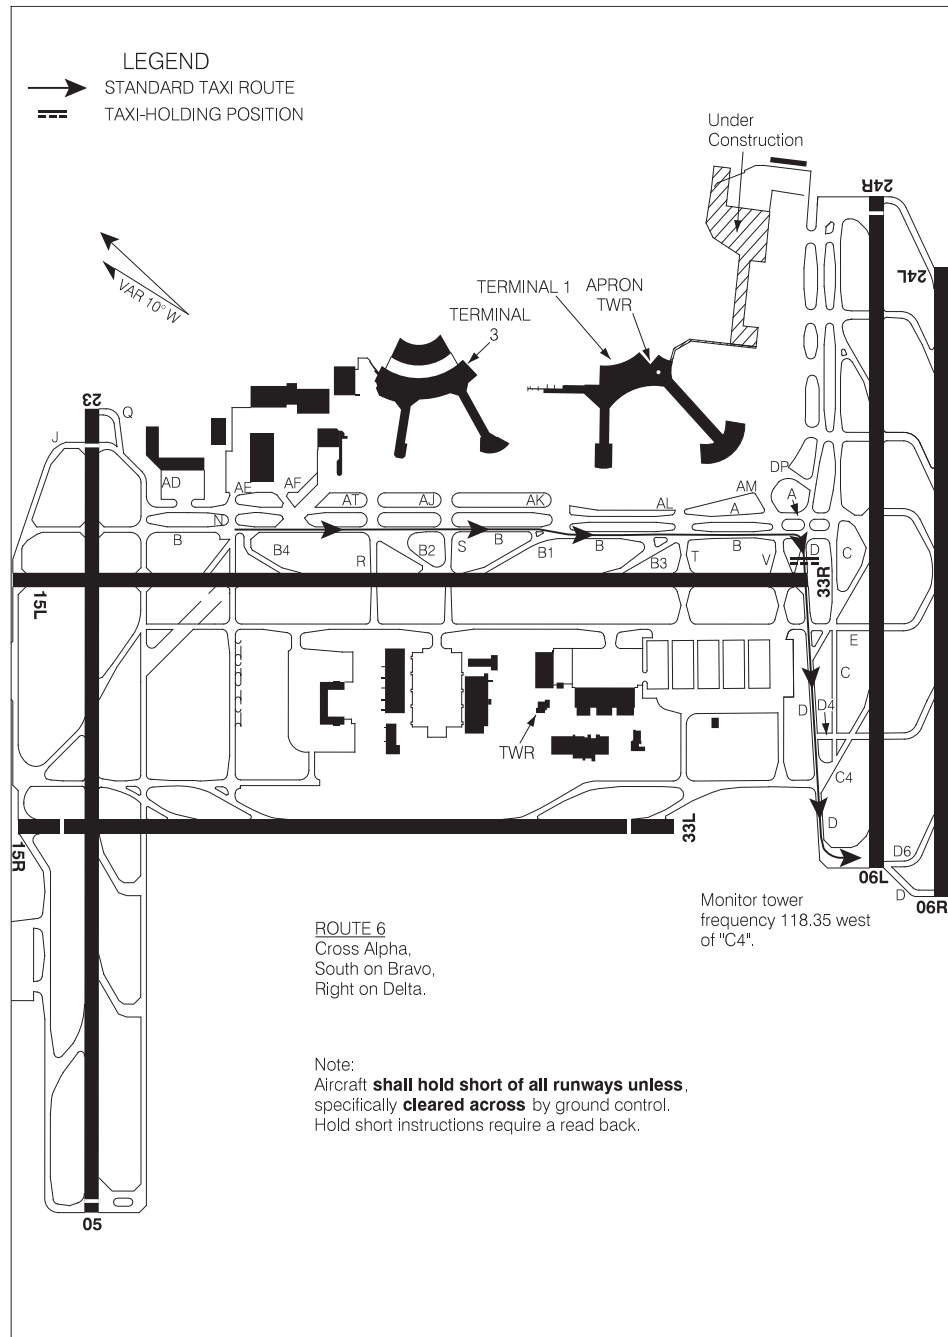 LEGEND
STANDARD TAXI ROUTE
TAXI-HOLDING POSITION
Under
Construction
24R
24L
VAR 10° W
TERMINAL 1
APRON
TWR
TERMINAL
3
23
Q
J
AD
AE
AF
AT
AJ
AK
AL
AM
DP
A
A
N
B
B4
R
B2
S
B
B1
B
B3
T
B
V
D
C
15L
33R
E
C
D
D4
TWR
C4
D
15R
33L
06L
D6
D
06R
Monitor tower
frequency 118.35 west
of "C4".
ROUTE 6
Cross Alpha,
South on Bravo,
Right on Delta.
Note:
Aircraft shall hold short of all runways unless,
specifically cleared across by ground control.
Hold short instructions require a read back.
05